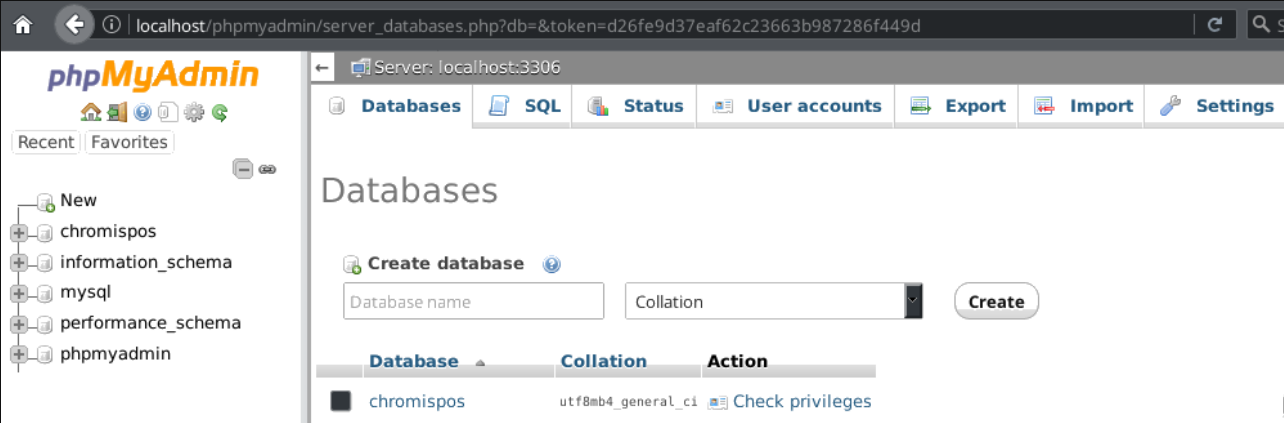 localhost/phpmyadmin/server_databases.php?db=&token=d26fe9d37eaf62c23663b987286f449d
S
phpMyAdmin
Recent Favorites
New
chromispos
information_schema
mysql
performance_schema
phpmyadmin
Server: localhost:3306
Databases SQL Status User accounts Export Import Settings
Databases
Create database
Database name Collation Create
Database Collation Action
chromispos utf8mb4_general_ci Check privileges